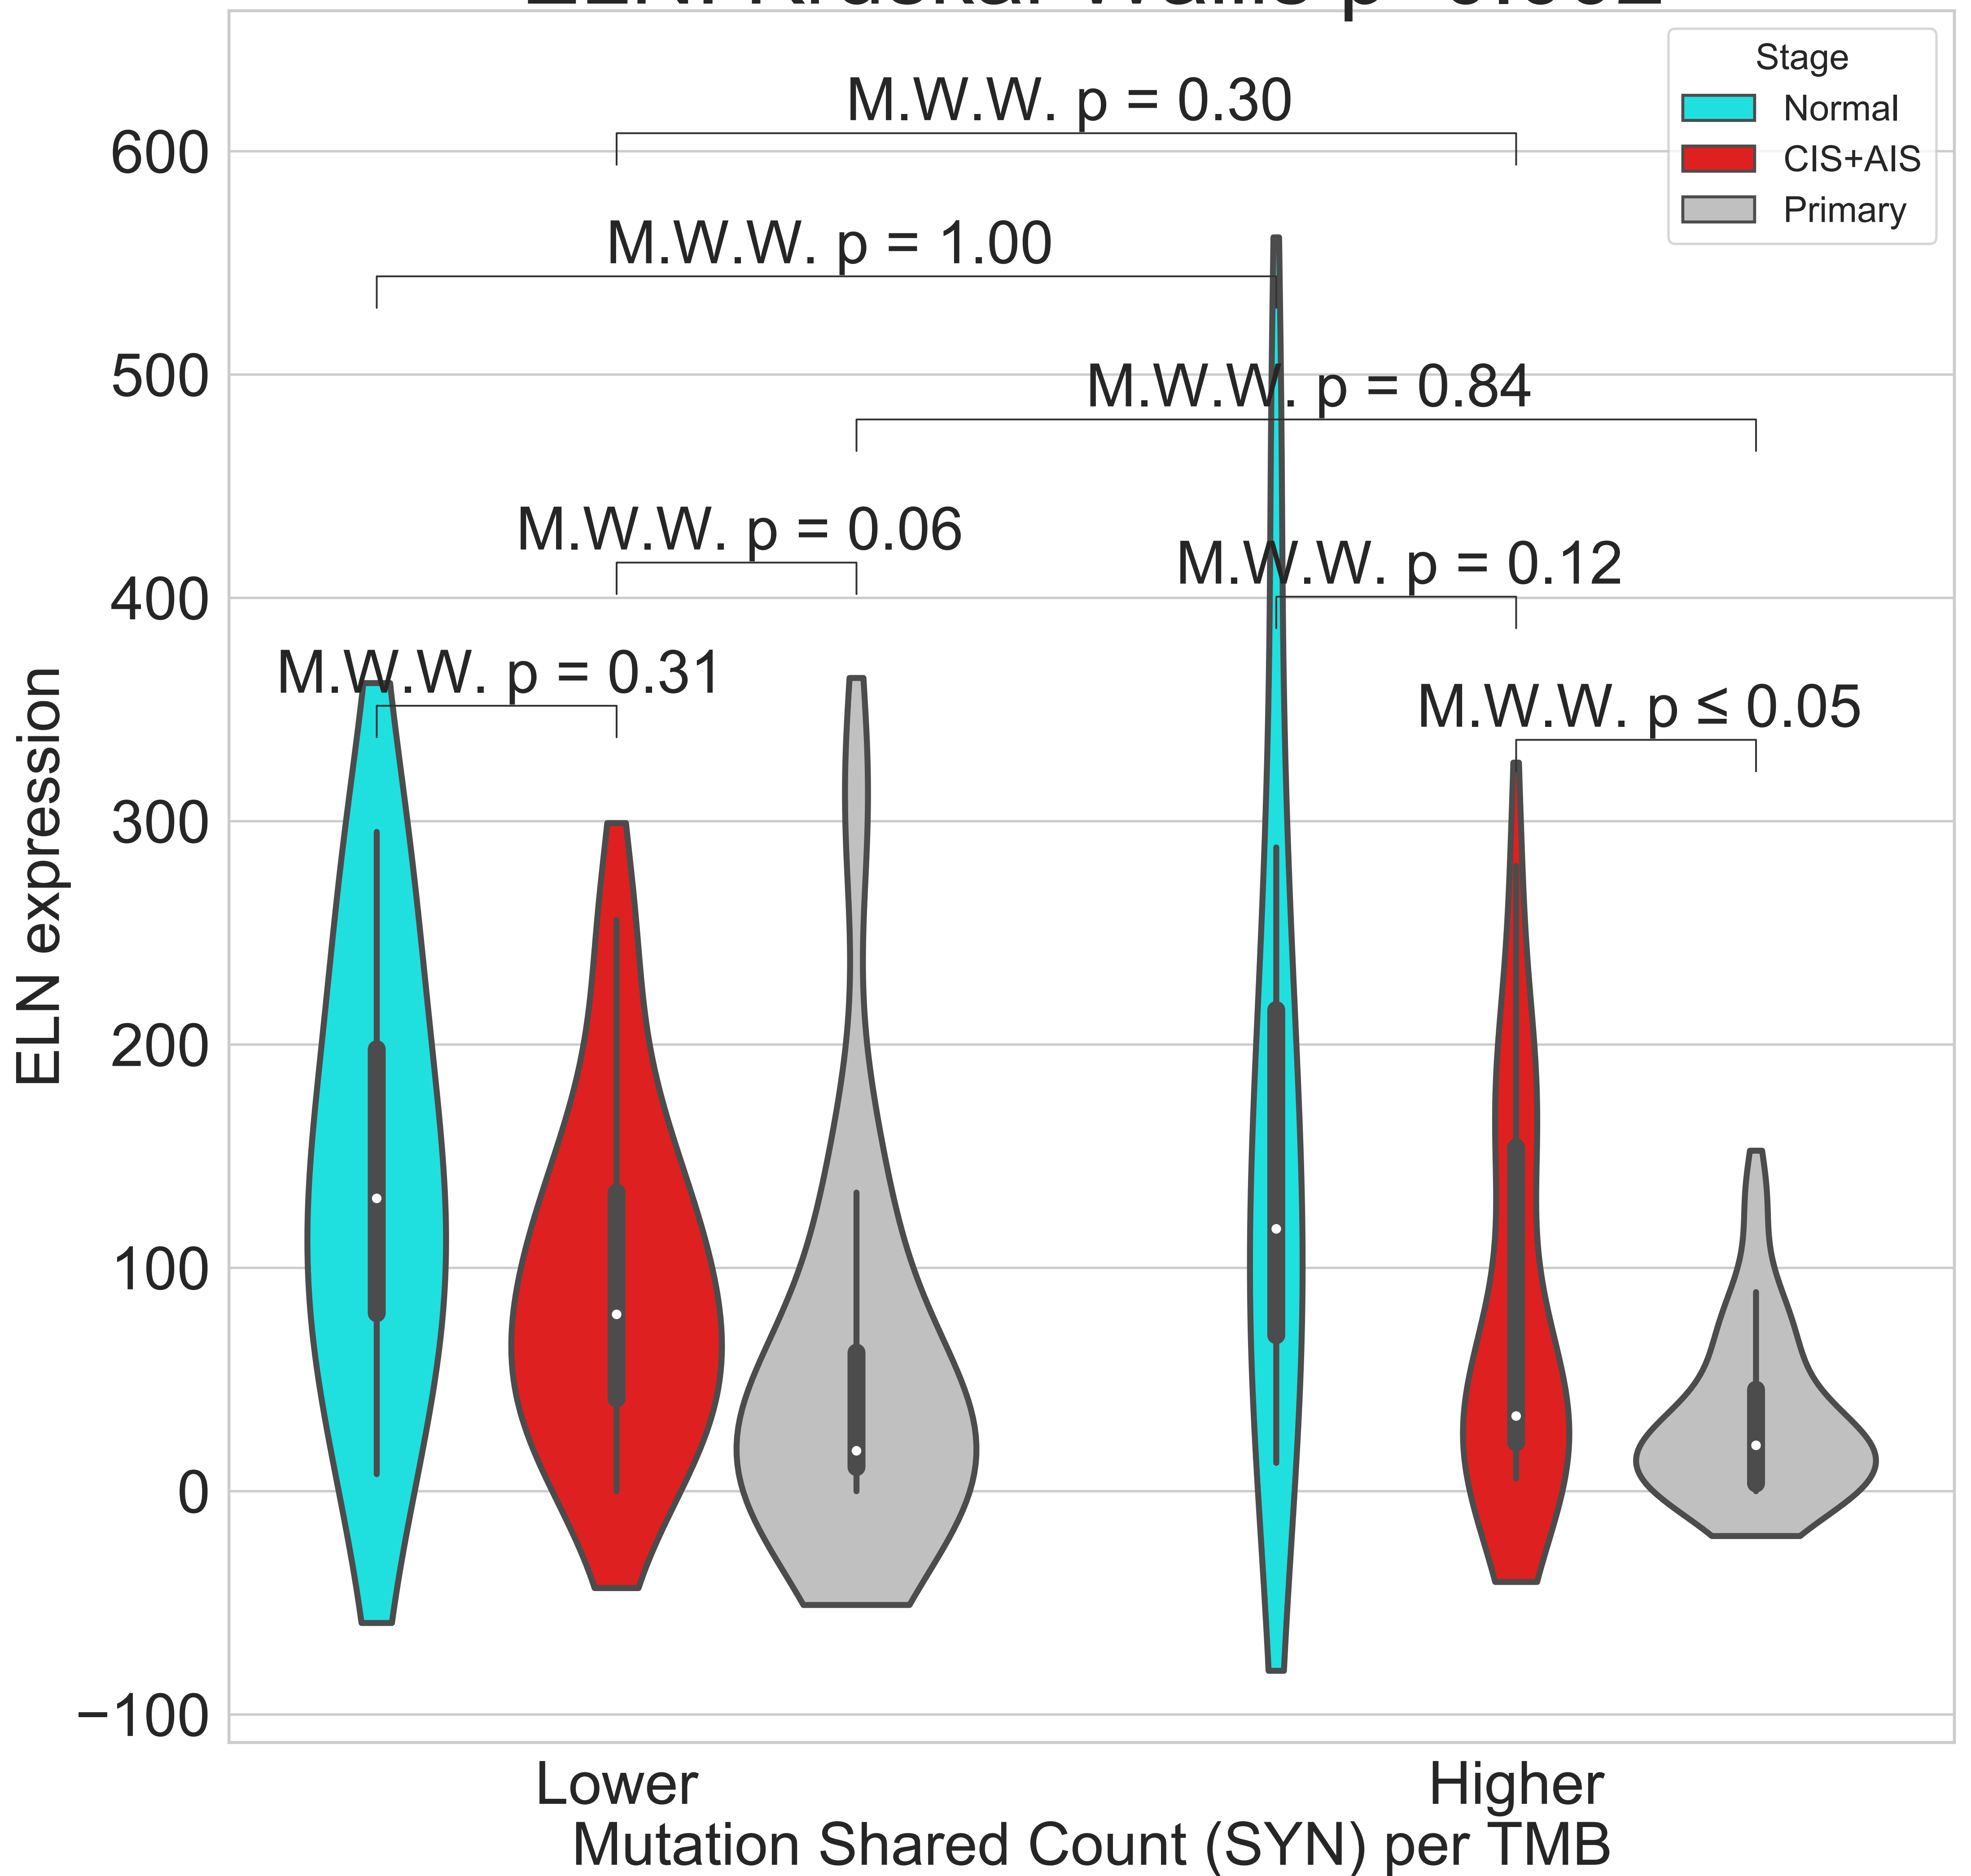 Stage
Normal
CIS+AIS
Primary
M.W.W. p = 0.30
M.W.W. p = 1.00
M.W.W. p = 0.84
M.W.W. p = 0.06
M.W.W. p = 0.12
M.W.W. p = 0.31
M.W.W. p ≤ 0.05
600
500
400
300
200
100
0
−100
ELN expression
Lower
Higher
Mutation Shared Count (SYN) per TMB